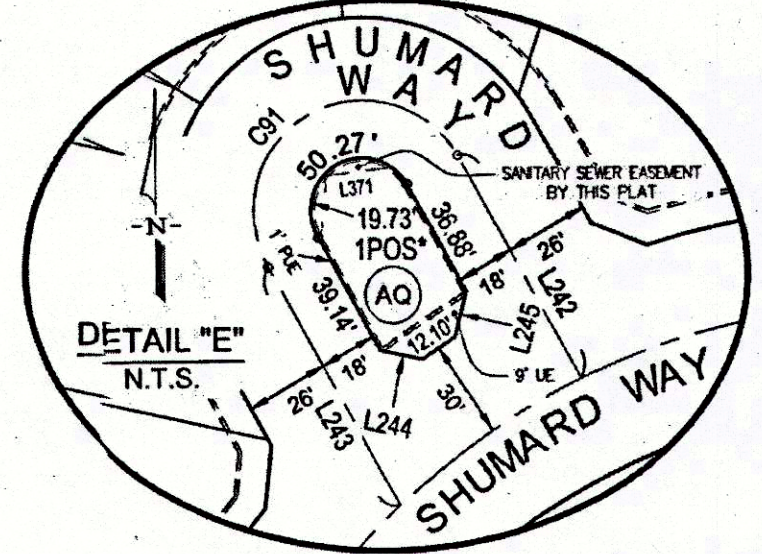 SHUMARD
WAY
C91
50.27'
SANITARY SEWER EASEMENT
BY THIS PLAT
L371
19.73'
36.88'
1POS*
-N-
1' PUE
AQ
26'
18'
L242
39.14'
L245
12.10'
DETAIL "E"
N.T.S.
18'
9' UE
26'
L243
L244
30'
SHUMARD WAY